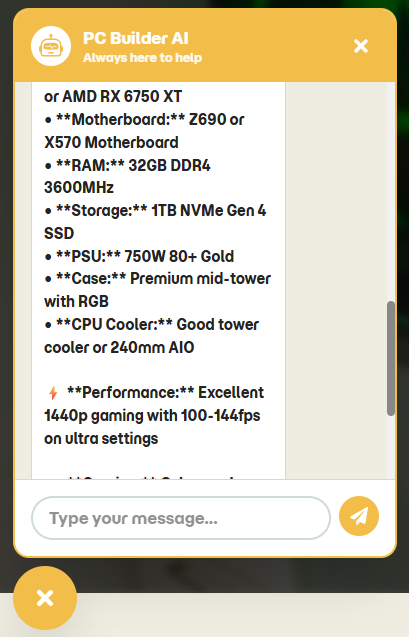 PC Builder AI
Always here to help
or AMD RX 6750 XT
• **Motherboard:** Z690 or
X570 Motherboard
• **RAM:** 32GB DDR4
3600MHz
• **Storage:** 1TB NVMe Gen 4
SSD
• **PSU:** 750W 80+ Gold
• **Case:** Premium mid-tower
with RGB
• **CPU Cooler:** Good tower
cooler or 240mm AIO
⚡ **Performance:** Excellent
1440p gaming with 100-144fps
on ultra settings
Type your message...